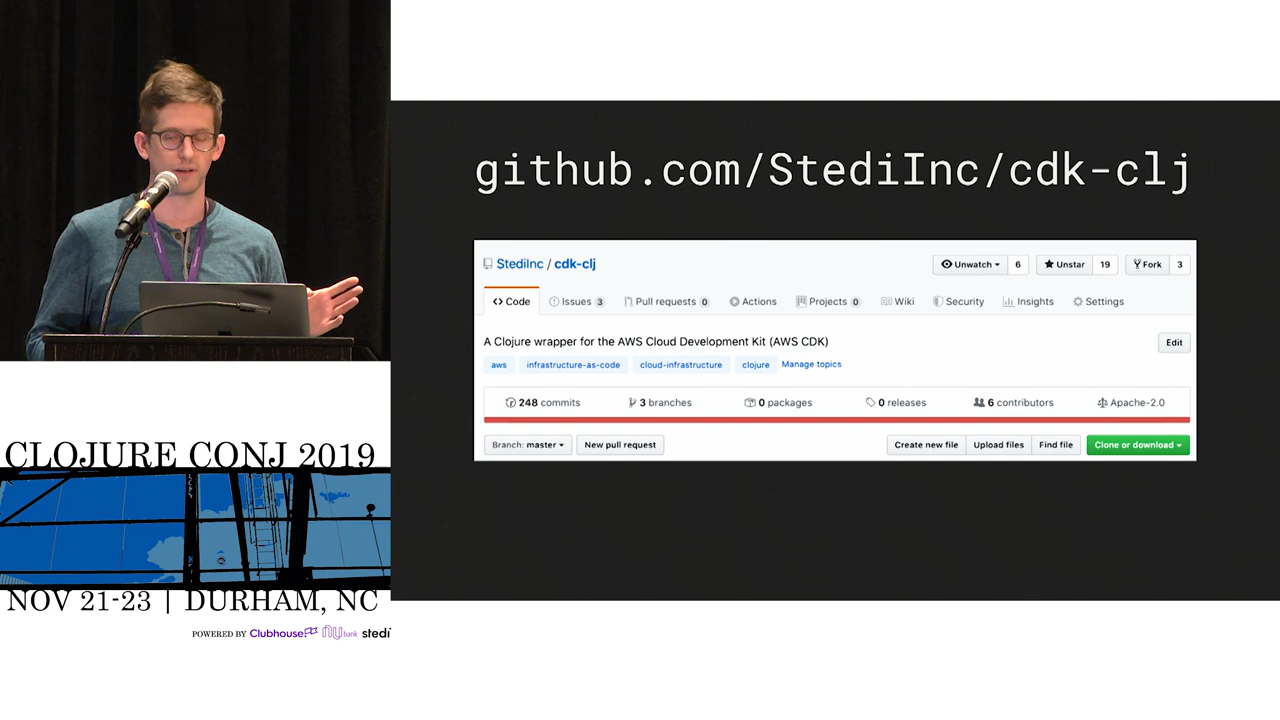 github.com/StediInc/cdk-clj
StediInc / cdk-clj
Unwatch 6
Unstar 19
Fork 3
Code
Issues 3
Pull requests 0
Actions
Projects 0
Wiki
Security
Insights
Settings
A Clojure wrapper for the AWS Cloud Development Kit (AWS CDK)
Edit
aws infrastructure-as-code cloud-infrastructure clojure Manage topics
248 commits
3 branches
0 packages
0 releases
6 contributors
Apache-2.0
Branch: master
New pull request
Create new file
Upload files
Find file
Clone or download
CLOJURE CONJ 2019
NOV 21-23 | DURHAM, NC
POWERED BY Clubhouse nu bank stedi